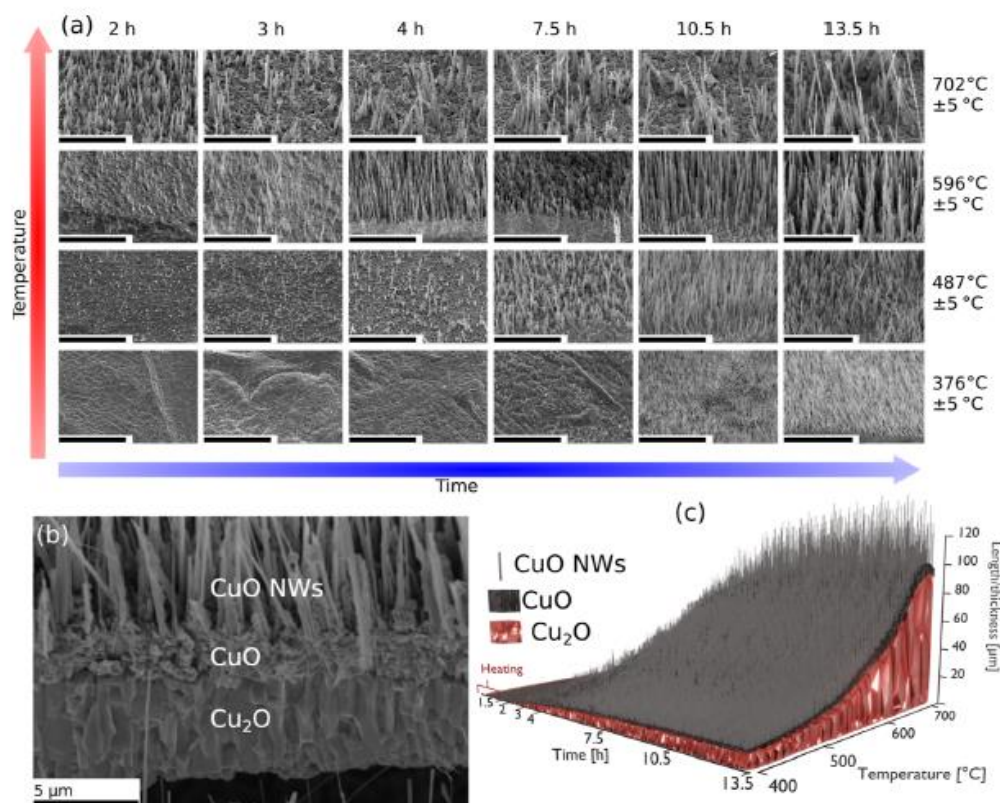 (a)
2 h 3 h 4 h 7.5 h 10.5 h 13.5 h
702°C
±5 °C
596°C
±5 °C
487°C
±5 °C
376°C
±5 °C
Temperature
Time
(b)
CuO NWs
CuO
Cu₂O
5 μm
(c)
CuO NWs
CuO
Cu₂O
Heating
1.5 2 3 4 7.5 10.5 13.5
Time [h]
400 500 600 700
Temperature [°C]
120
100
80
60
40
20
Length/thickness [μm]